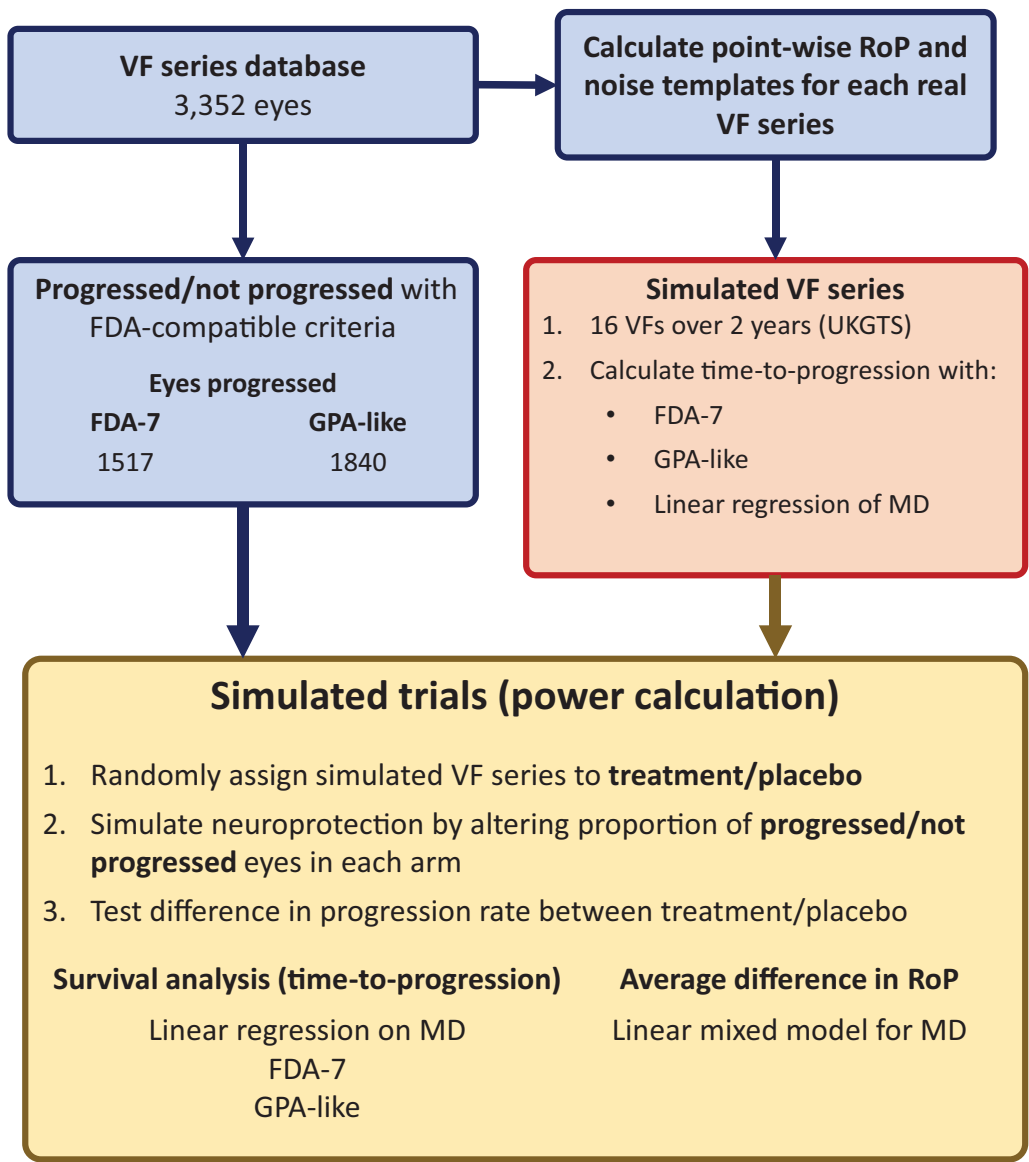 VF series database
3,352 eyes
Calculate point-wise RoP and
noise templates for each real
VF series
Progressed/not progressed with
FDA-compatible criteria
Eyes progressed
FDA-7 GPA-like
1517 1840
Simulated VF series
1. 16 VFs over 2 years (UKGTS)
2. Calculate time-to-progression with:
• FDA-7
• GPA-like
• Linear regression of MD
Simulated trials (power calculation)
1. Randomly assign simulated VF series to treatment/placebo
2. Simulate neuroprotection by altering proportion of progressed/not
progressed eyes in each arm
3. Test difference in progression rate between treatment/placebo
Survival analysis (time-to-progression)
Linear regression on MD
FDA-7
GPA-like
Average difference in RoP
Linear mixed model for MD